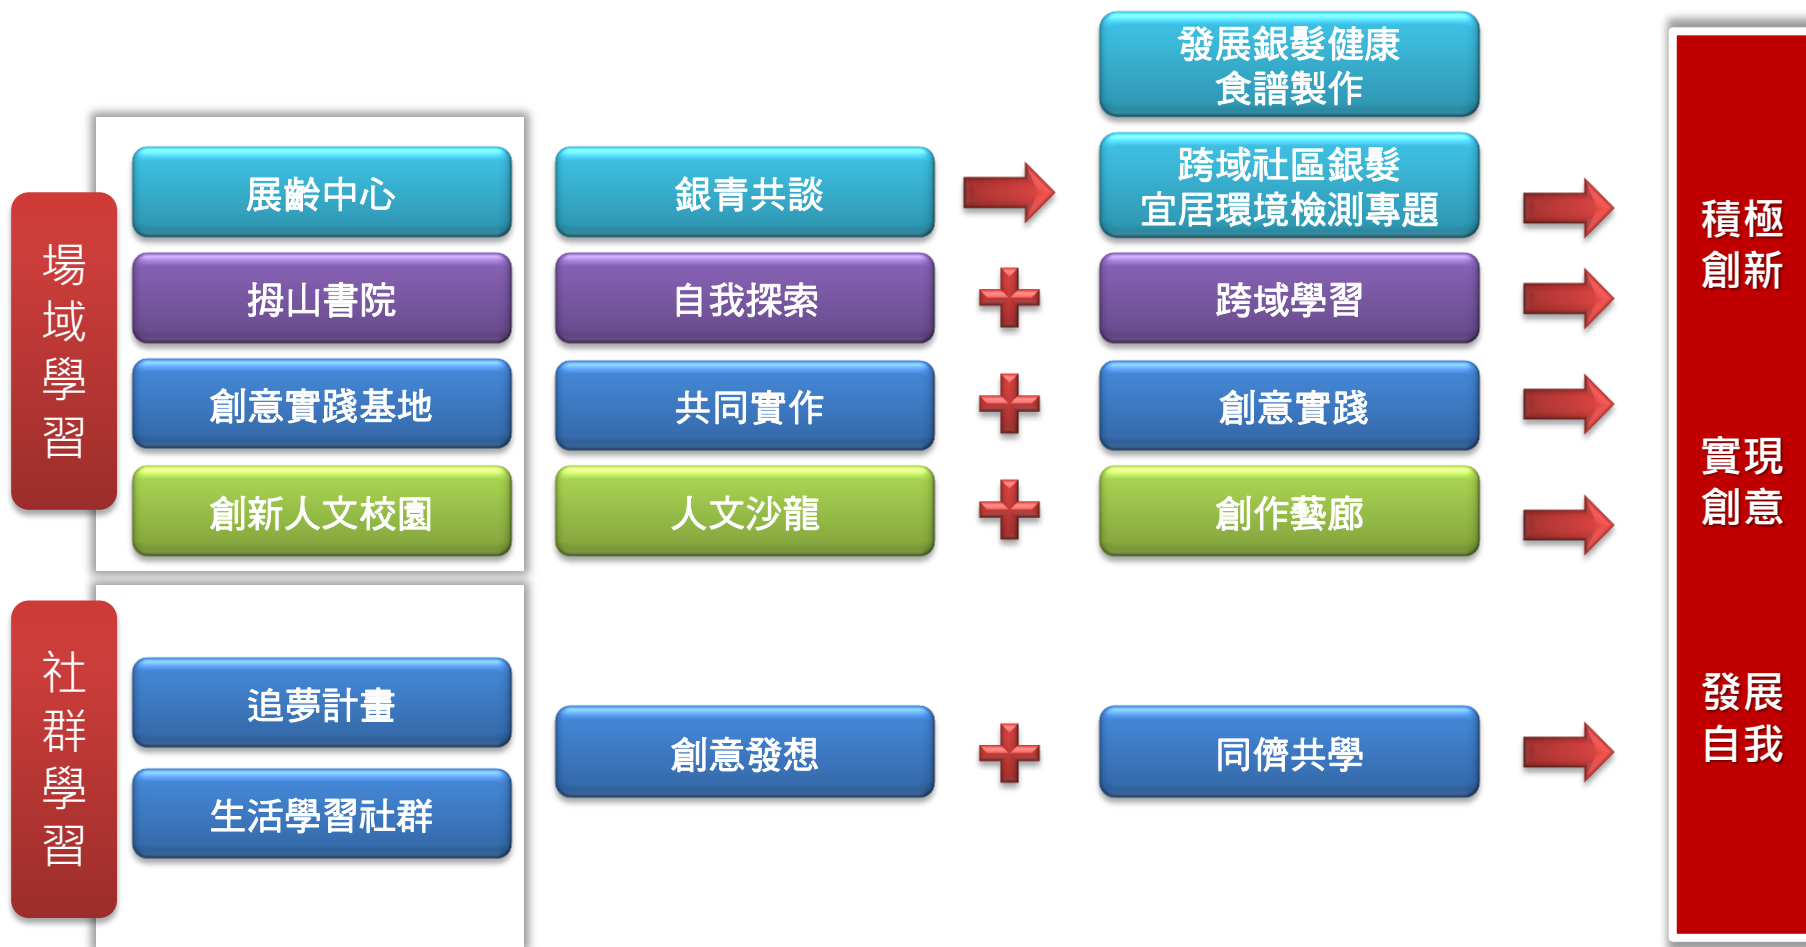 場域學習
展齡中心
銀青共談
發展銀髮健康
食譜製作
跨域社區銀髮
宜居環境檢測專題
拇山書院
自我探索
跨域學習
創意實踐基地
共同實作
創意實踐
創新人文校園
人文沙龍
創作藝廊
社群學習
追夢計畫
生活學習社群
創意發想
同儕共學
積極
創新
實現
創意
發展
自我